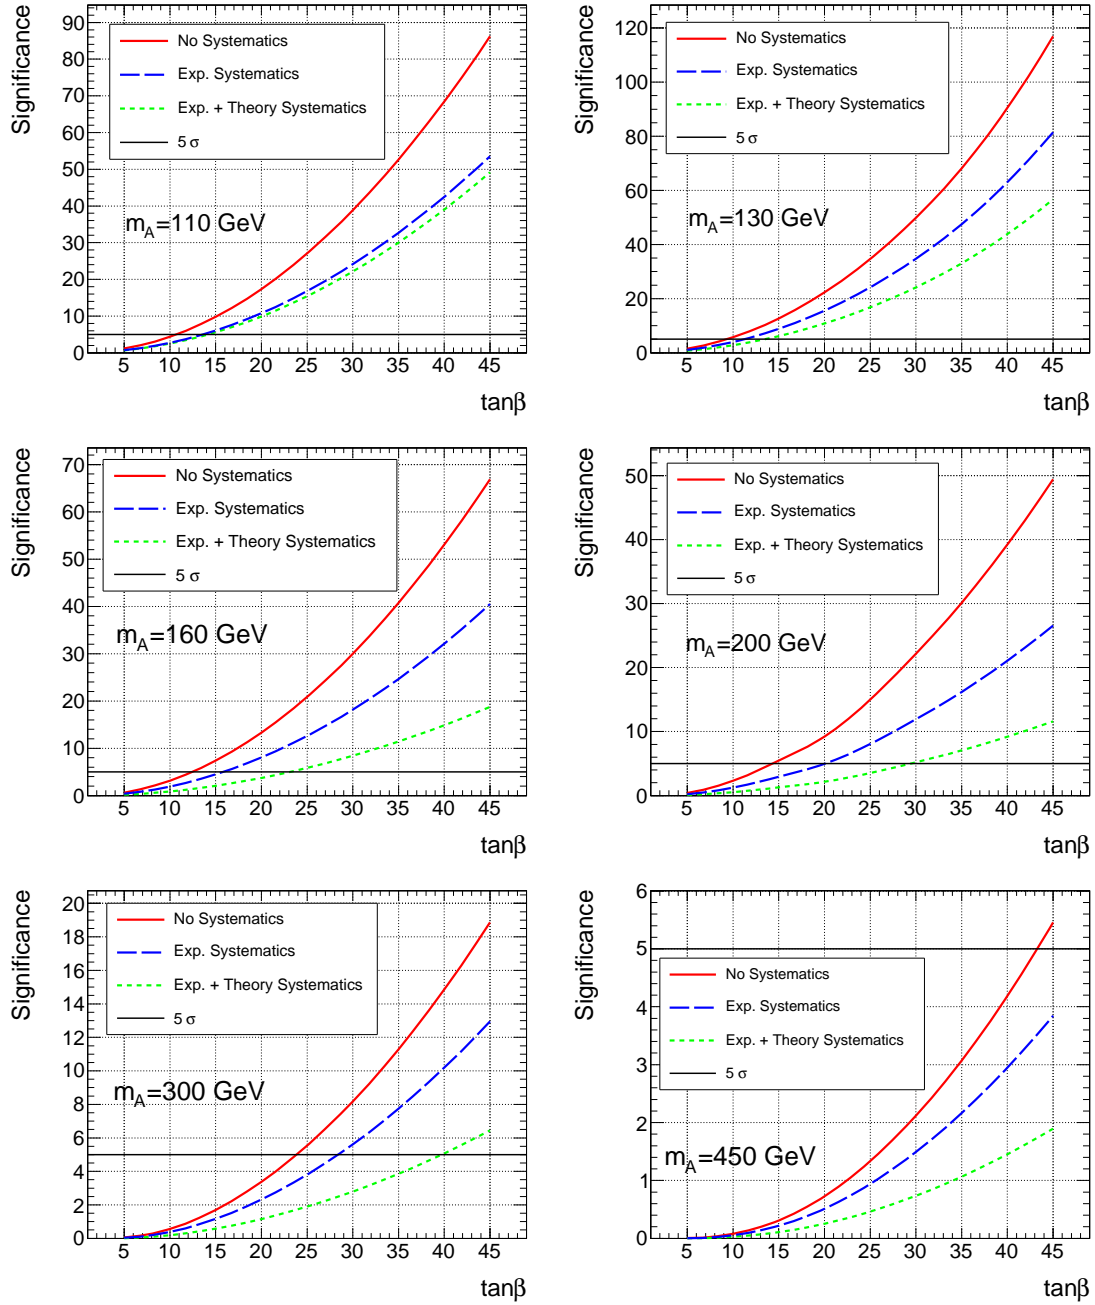 Significance
90
80
70
60
50
40
30
20
10
0
No Systematics
Exp. Systematics
Exp. + Theory Systematics
5 σ
m_A=110 GeV
5 10 15 20 25 30 35 40 45
tanβ
Significance
120
100
80
60
40
20
0
No Systematics
Exp. Systematics
Exp. + Theory Systematics
5 σ
m_A=130 GeV
5 10 15 20 25 30 35 40 45
tanβ
Significance
70
60
50
40
30
20
10
0
No Systematics
Exp. Systematics
Exp. + Theory Systematics
5 σ
m_A=160 GeV
5 10 15 20 25 30 35 40 45
tanβ
Significance
50
40
30
20
10
0
No Systematics
Exp. Systematics
Exp. + Theory Systematics
5 σ
m_A=200 GeV
5 10 15 20 25 30 35 40 45
tanβ
Significance
20
18
16
14
12
10
8
6
4
2
0
No Systematics
Exp. Systematics
Exp. + Theory Systematics
5 σ
m_A=300 GeV
5 10 15 20 25 30 35 40 45
tanβ
Significance
6
5
4
3
2
1
0
No Systematics
Exp. Systematics
Exp. + Theory Systematics
5 σ
m_A=450 GeV
5 10 15 20 25 30 35 40 45
tanβ